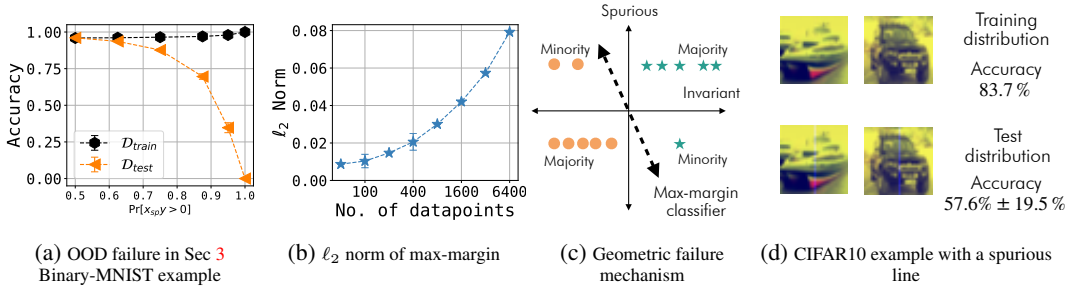 Accuracy
1.00
0.75
0.50
0.25
0.00
D_train
D_test
0.5 0.6 0.7 0.8 0.9 1.0
Pr[x_sp y > 0]
(a) OOD failure in Sec 3
Binary-MNIST example
ℓ2 Norm
0.08
0.06
0.04
0.02
0.00
100 400 1600 6400
No. of datapoints
(b) ℓ2 norm of max-margin
Spurious
Minority
Majority
Invariant
Majority
Minority
Max-margin
classifier
(c) Geometric failure
mechanism
Training
distribution
Accuracy
83.7 %
Test
distribution
Accuracy
57.6% ± 19.5 %
(d) CIFAR10 example with a spurious
line